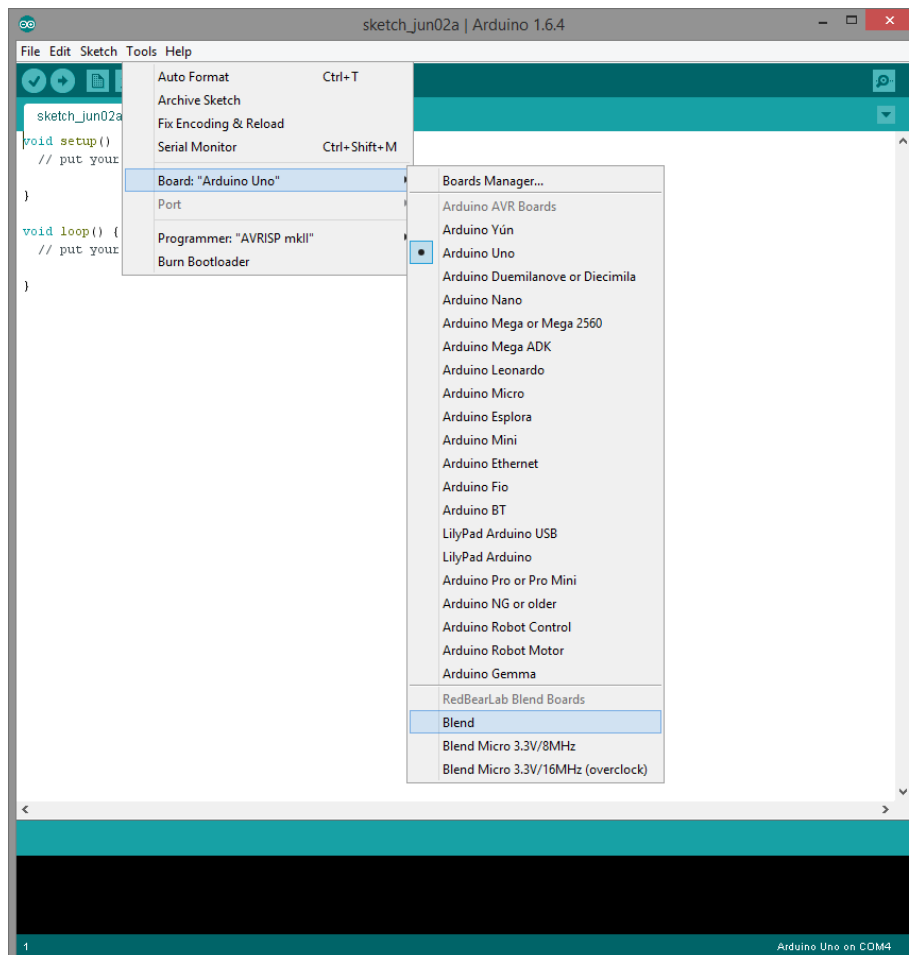 sketch_jun02a | Arduino 1.6.4
File Edit Sketch Tools Help
sketch_jun02a
void setup()
// put your
}
void loop() {
// put your
}
Auto Format Ctrl+T
Archive Sketch
Fix Encoding & Reload
Serial Monitor Ctrl+Shift+M
Board: "Arduino Uno"
Port
Programmer: "AVRISP mkII"
Burn Bootloader
Boards Manager...
Arduino AVR Boards
Arduino Yún
Arduino Uno
Arduino Duemilanove or Diecimila
Arduino Nano
Arduino Mega or Mega 2560
Arduino Mega ADK
Arduino Leonardo
Arduino Micro
Arduino Esplora
Arduino Mini
Arduino Ethernet
Arduino Fio
Arduino BT
LilyPad Arduino USB
LilyPad Arduino
Arduino Pro or Pro Mini
Arduino NG or older
Arduino Robot Control
Arduino Robot Motor
Arduino Gemma
RedBearLab Blend Boards
Blend
Blend Micro 3.3V/8MHz
Blend Micro 3.3V/16MHz (overclock)
1 Arduino Uno on COM4